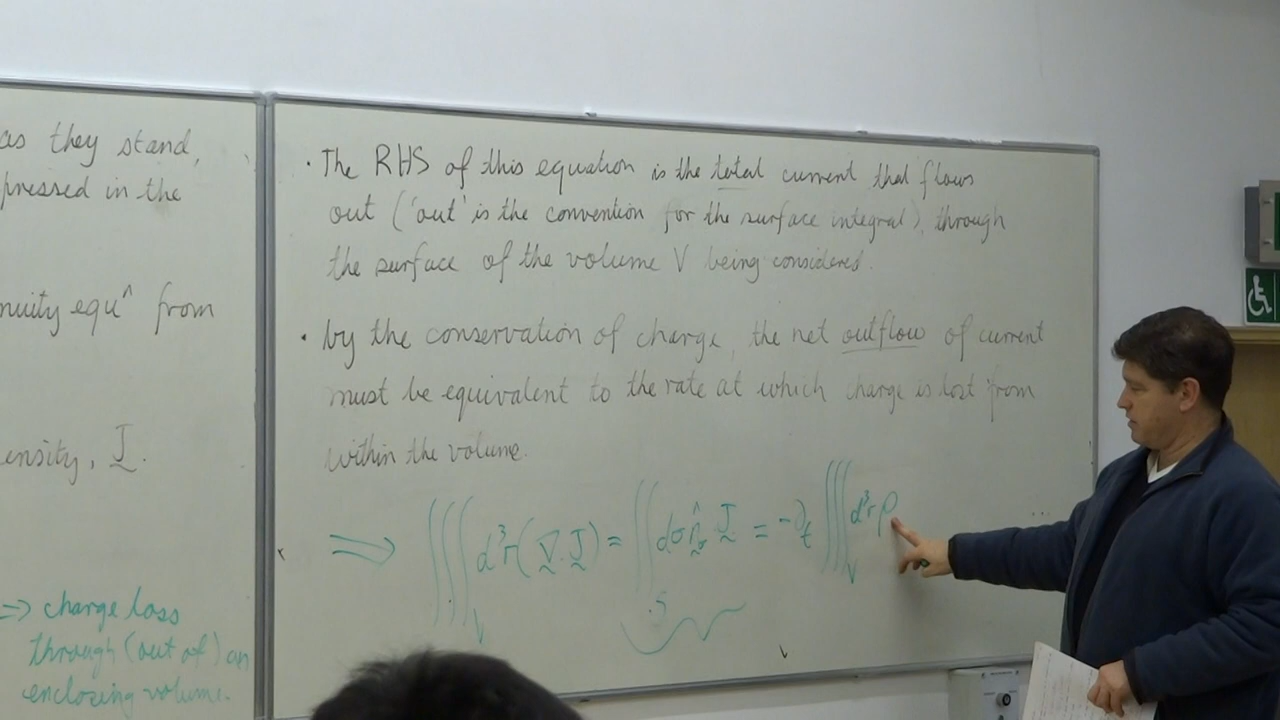 as they stand,
pressed in the
nuity equ^n from
ensity, J.
⇒ charge loss
through (out of) an
enclosing volume.
· The RHS of this equation is the total current that flows
out ('out' is the convention for the surface integral), through
the surface of the volume V being considered.
· by the conservation of charge, the net outflow of current
must be equivalent to the rate at which charge is lost from
within the volume.
⟹ ∭_V d³r(∇.J) = ∬_S dσ n̂_σ.J = -∂_t ∭_V d³r ρ